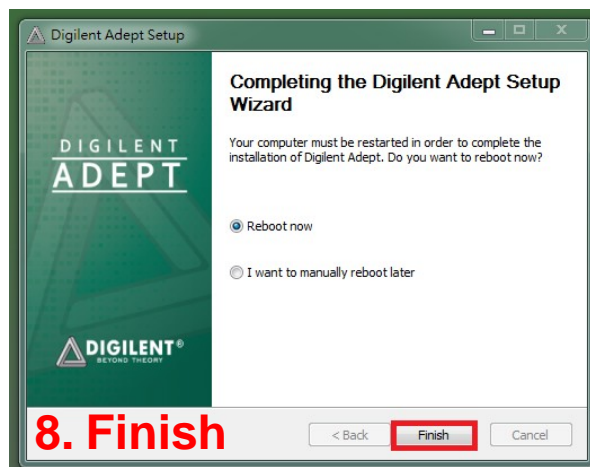 Digilent Adept Setup
Completing the Digilent Adept Setup
Wizard
Your computer must be restarted in order to complete the
installation of Digilent Adept. Do you want to reboot now?
DIGILENT
ADEPT
Reboot now
I want to manually reboot later
DIGILENT®
BEYOND THEORY
8. Finish
< Back
Finish
Cancel